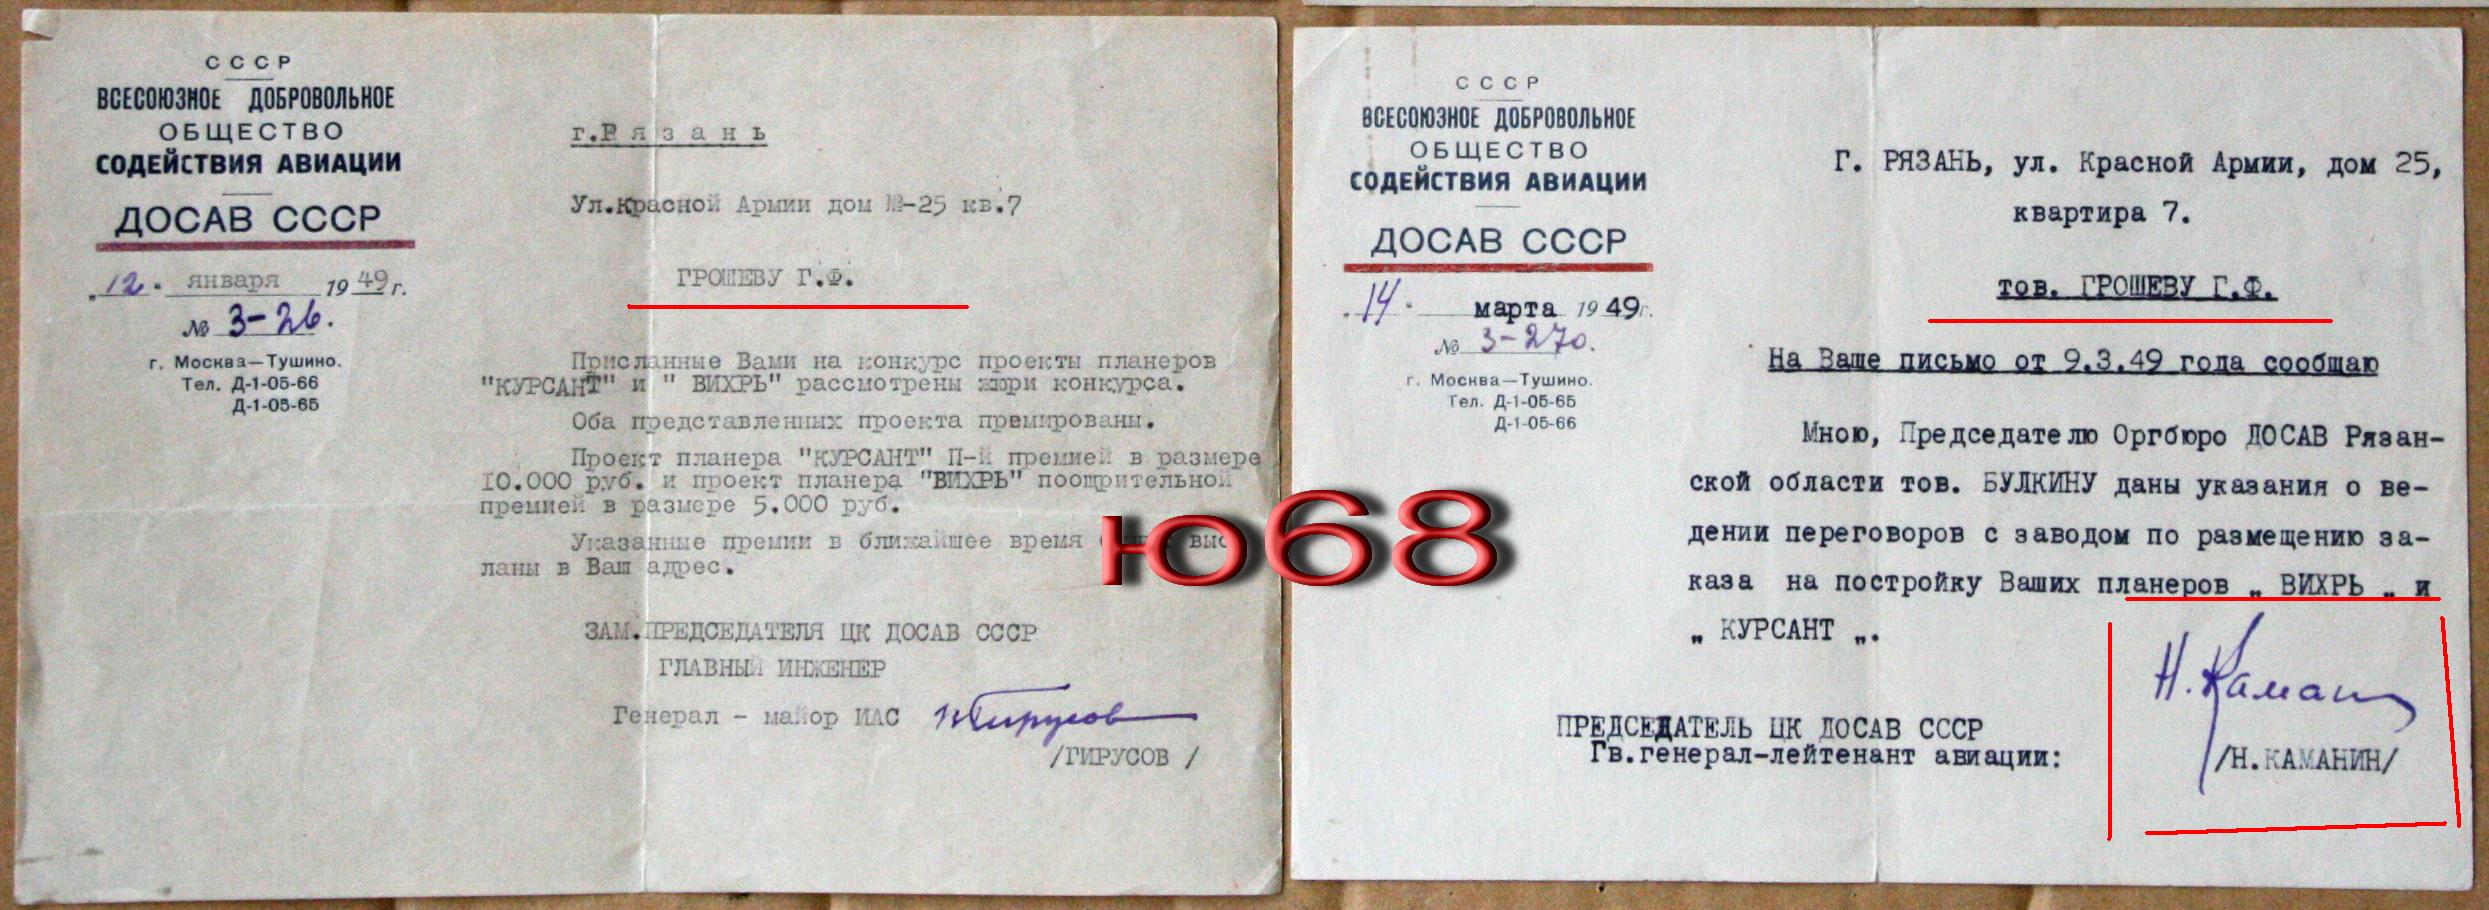 СССР
ВСЕСОЮЗНОЕ ДОБРОВОЛЬНОЕ
ОБЩЕСТВО
СОДЕЙСТВИЯ АВИАЦИИ
ДОСАВ СССР
"12" января 1949 г.
№ 3-26.
г. Москва—Тушино.
Тел. Д-1-05-66
Д-1-05-65
г.Рязань
Ул.Красной Армии дом №-25 кв.7
ГРОШЕВУ Г.Ф.
Присланные Вами на конкурс проекты планеров
"КУРСАНТ" и " ВИХРЬ" рассмотрены жюри конкурса.
Оба представленных проекта премированы.
Проект планера "КУРСАНТ" П-й премией в размере
10.000 руб. и проект планера "ВИХРЬ" поощрительной
премией в размере 5.000 руб.
Указанные премии в ближайшее время выс
ланы в Ваш адрес.
ЗАМ.ПРЕДСЕДАТЕЛЯ ЦК ДОСАВ СССР
ГЛАВНЫЙ ИНЖЕНЕР
Генерал - майор ИАС Гирусов
/ГИРУСОВ /
ю68
СССР
ВСЕСОЮЗНОЕ ДОБРОВОЛЬНОЕ
ОБЩЕСТВО
СОДЕЙСТВИЯ АВИАЦИИ
ДОСАВ СССР
"14" марта 1949 г.
№ 3-270.
г. Москва—Тушино.
Тел. Д-1-05-65
Д-1-05-66
Г. РЯЗАНЬ, ул. Красной Армии, дом 25,
квартира 7.
тов. ГРОШЕВУ Г.Ф.
На Ваше письмо от 9.3.49 года сообщаю
Мною, Председателю Оргбюро ДОСАВ Рязан-
ской области тов. БУЛКИНУ даны указания о ве-
дении переговоров с заводом по размещению за-
каза на постройку Ваших планеров „ ВИХРЬ „ и
„ КУРСАНТ „.
Н. Каманин
ПРЕДСЕДАТЕЛЬ ЦК ДОСАВ СССР
Гв.генерал-лейтенант авиации:
/Н.КАМАНИН/